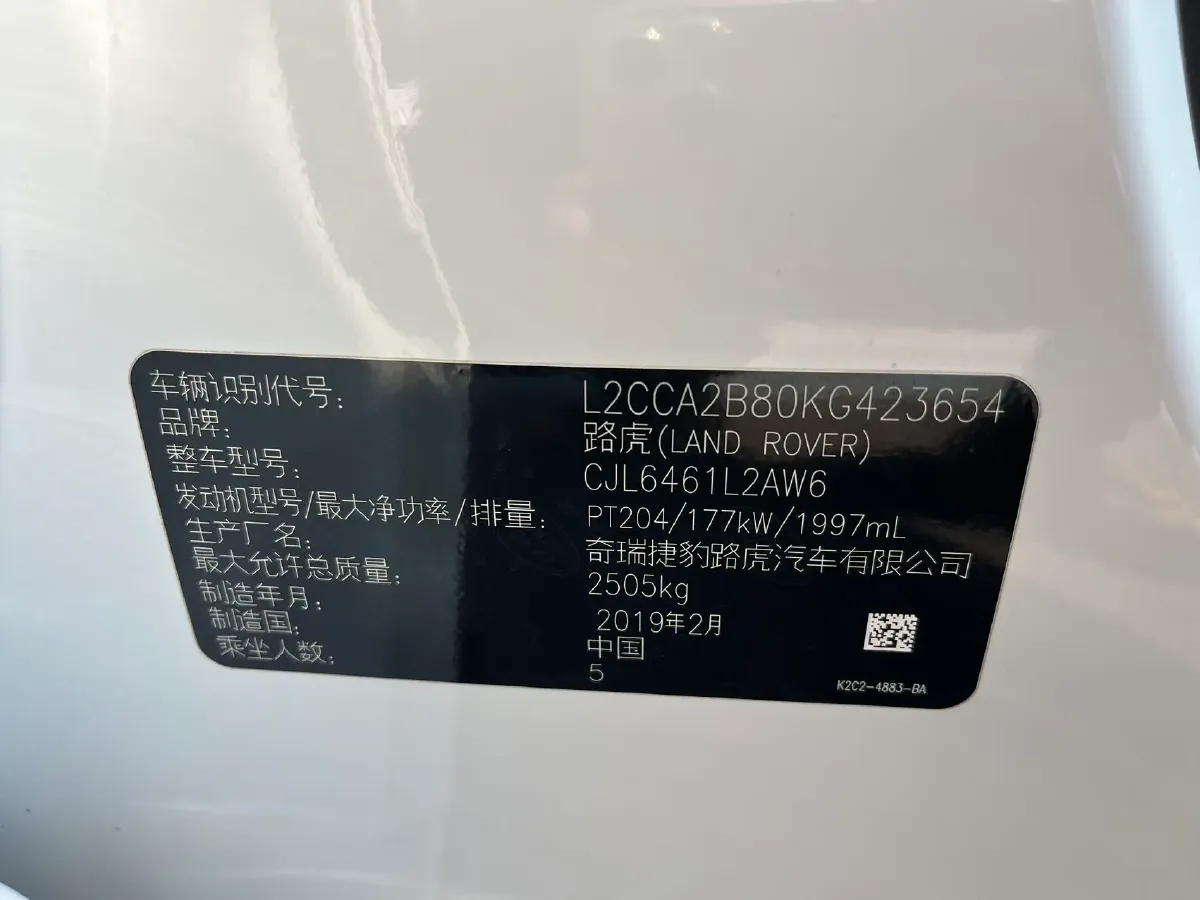 车辆识别代号: L2CCA2B80KG423654
品牌: 路虎(LAND ROVER)
整车型号: CJL6461L2AW6
发动机型号/最大净功率/排量: PT204/177kW/1997mL
生产厂名: 奇瑞捷豹路虎汽车有限公司
最大允许总质量: 2505kg
制造年月: 2019年2月
制造国: 中国
乘坐人数: 5
K2C2-4883-BA